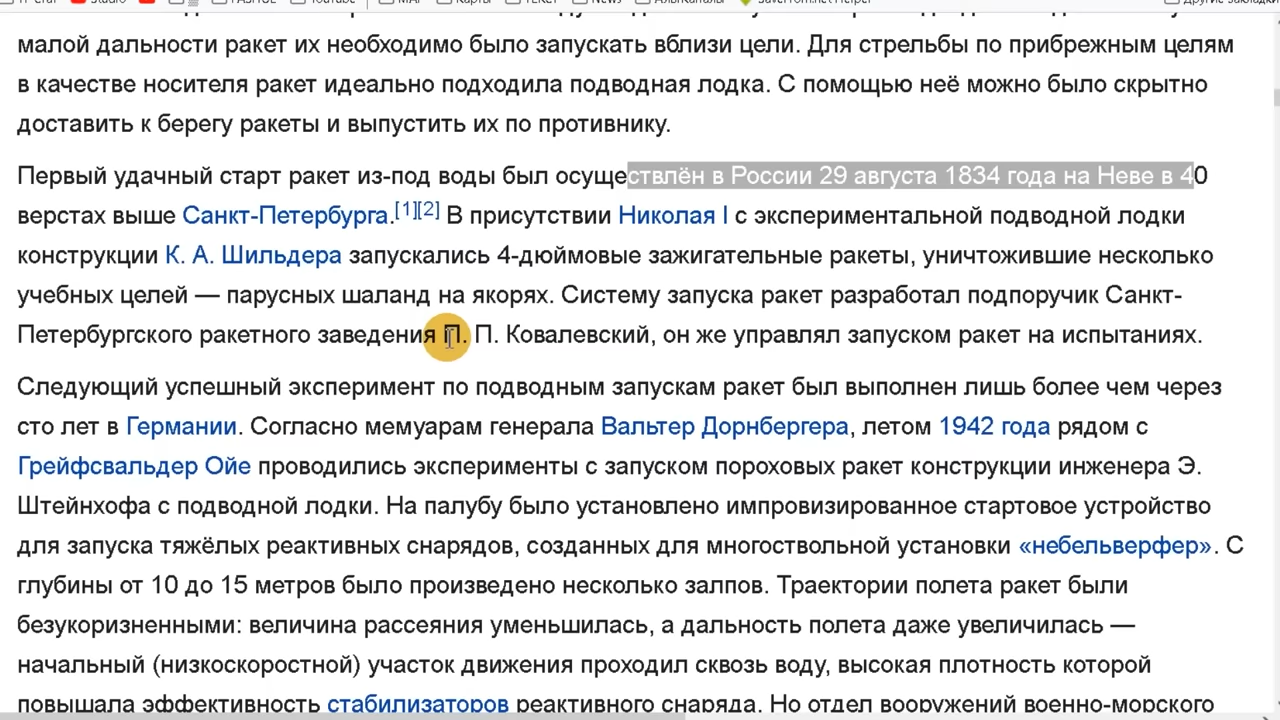 малой дальности ракет их необходимо было запускать вблизи цели. Для стрельбы по прибрежным целям
в качестве носителя ракет идеально подходила подводная лодка. С помощью неё можно было скрытно
доставить к берегу ракеты и выпустить их по противнику.
Первый удачный старт ракет из-под воды был осуществлён в России 29 августа 1834 года на Неве в 40
верстах выше Санкт-Петербурга.[1][2] В присутствии Николая I с экспериментальной подводной лодки
конструкции К. А. Шильдера запускались 4-дюймовые зажигательные ракеты, уничтожившие несколько
учебных целей — парусных шаланд на якорях. Систему запуска ракет разработал подпоручик Санкт-
Петербургского ракетного заведения П. П. Ковалевский, он же управлял запуском ракет на испытаниях.
Следующий успешный эксперимент по подводным запускам ракет был выполнен лишь более чем через
сто лет в Германии. Согласно мемуарам генерала Вальтер Дорнбергера, летом 1942 года рядом с
Грейфсвальдер Ойе проводились эксперименты с запуском пороховых ракет конструкции инженера Э.
Штейнхофа с подводной лодки. На палубу было установлено импровизированное стартовое устройство
для запуска тяжёлых реактивных снарядов, созданных для многоствольной установки «небельверфер». С
глубины от 10 до 15 метров было произведено несколько залпов. Траектории полета ракет были
безукоризненными: величина рассеяния уменьшилась, а дальность полета даже увеличилась —
начальный (низкоскоростной) участок движения проходил сквозь воду, высокая плотность которой
повышала эффективность стабилизаторов реактивного снаряда. Но отдел вооружений военно-морского